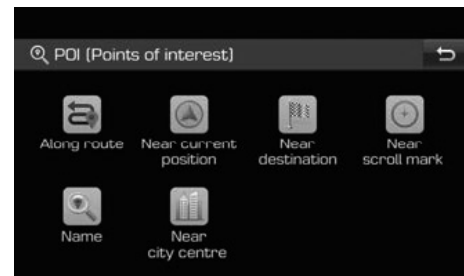 POI (Points of interest)
Along route
Near current
position
Near
destination
Near
scroll mark
Name
Near
city centre